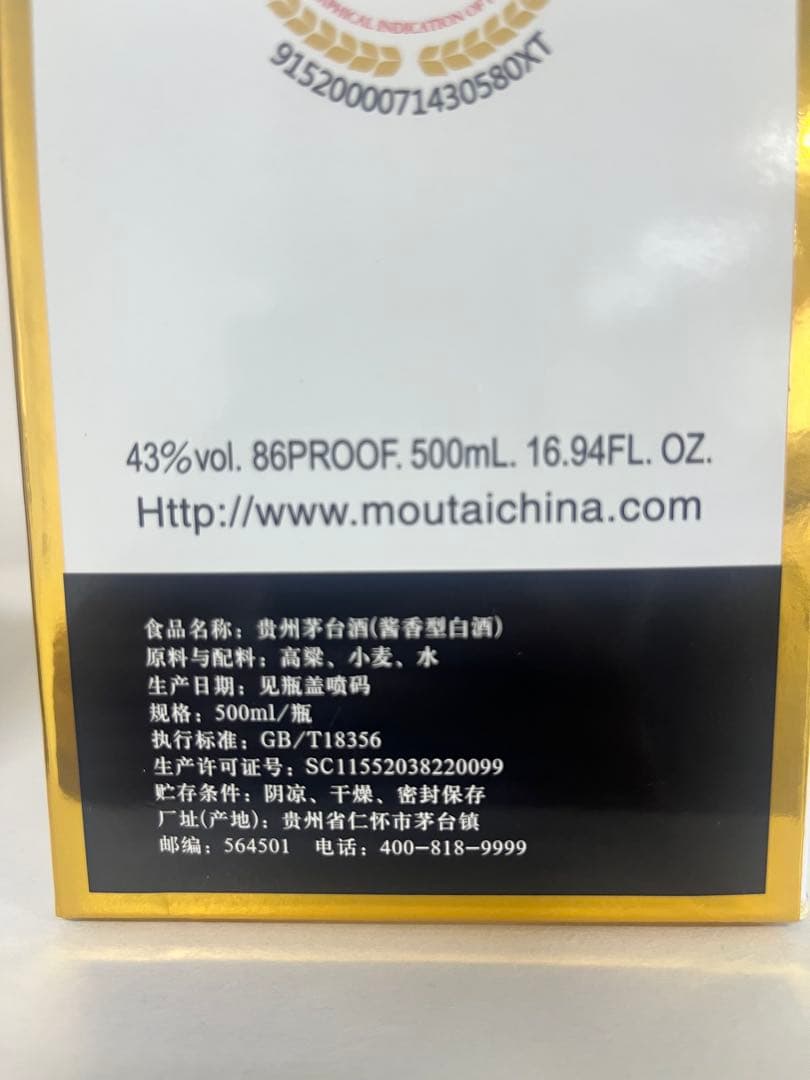 GEOGRAPHICAL INDICATION OF
9152000071430580XT
43%vol. 86PROOF. 500mL. 16.94FL. OZ.
Http://www.moutaichina.com
食品名称：贵州茅台酒(酱香型白酒)
原料与配料：高粱、小麦、水
生产日期：见瓶盖喷码
规格：500ml/瓶
执行标准：GB/T18356
生产许可证号：SC11552038220099
贮存条件：阴凉、干燥、密封保存
厂址(产地)：贵州省仁怀市茅台镇
邮编：564501 电话：400-818-9999